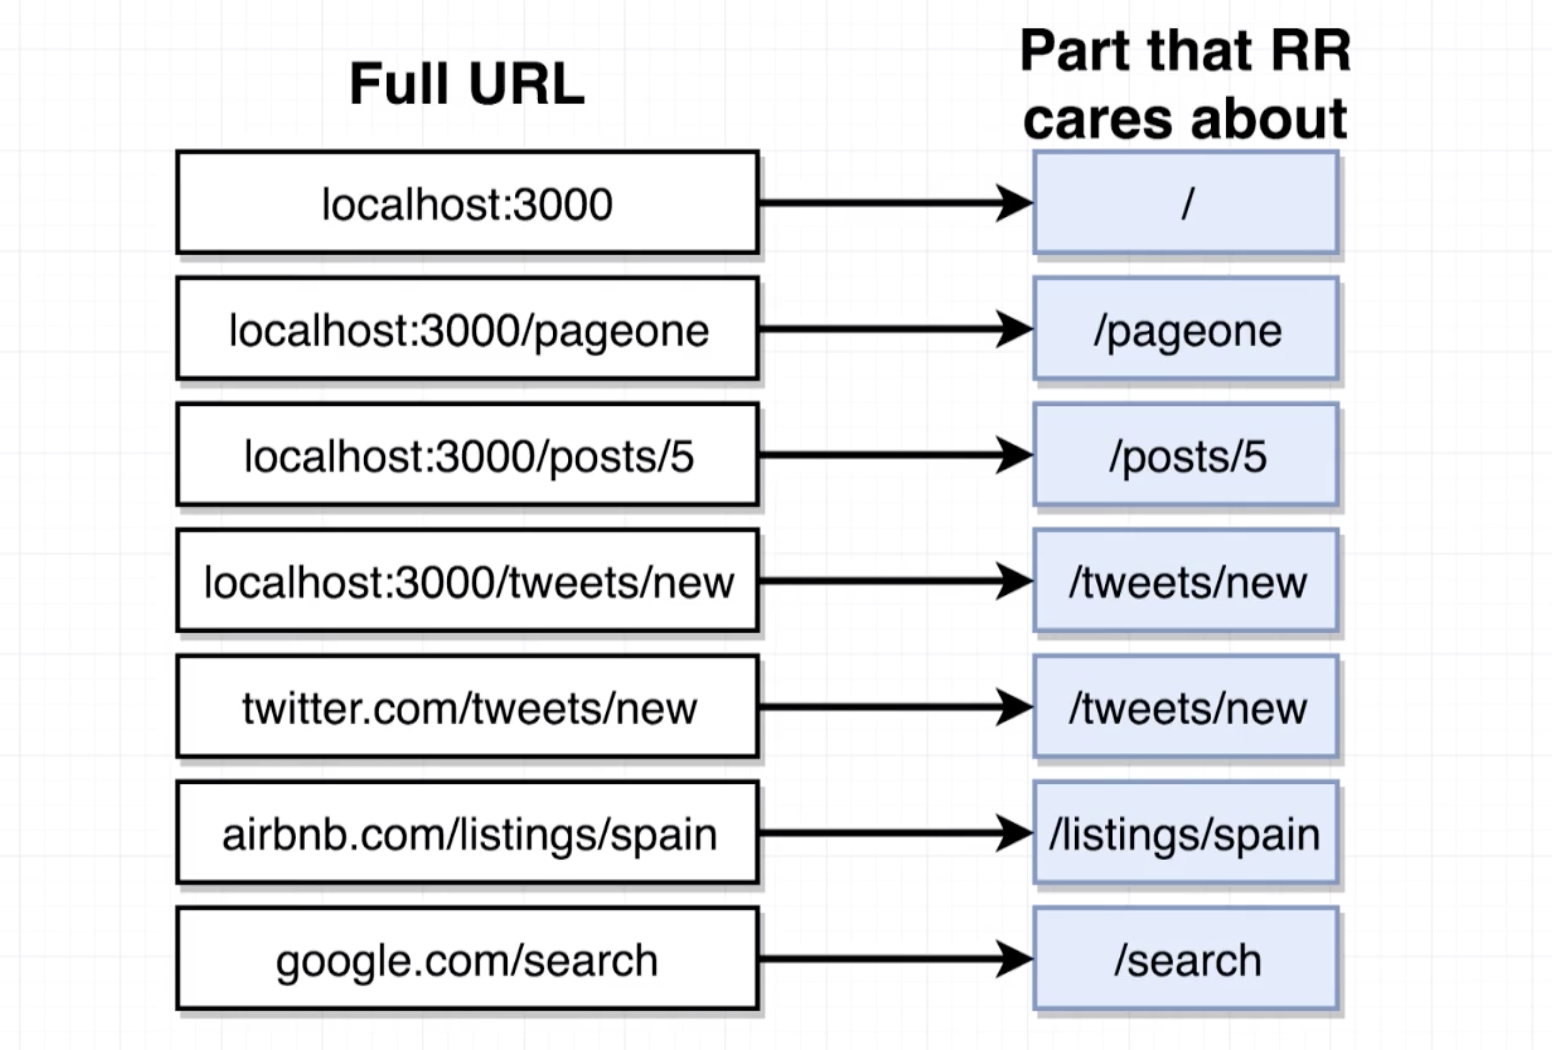 Full URL
Part that RR
cares about
localhost:3000
/
localhost:3000/pageone
/pageone
localhost:3000/posts/5
/posts/5
localhost:3000/tweets/new
/tweets/new
twitter.com/tweets/new
/tweets/new
airbnb.com/listings/spain
/listings/spain
google.com/search
/search